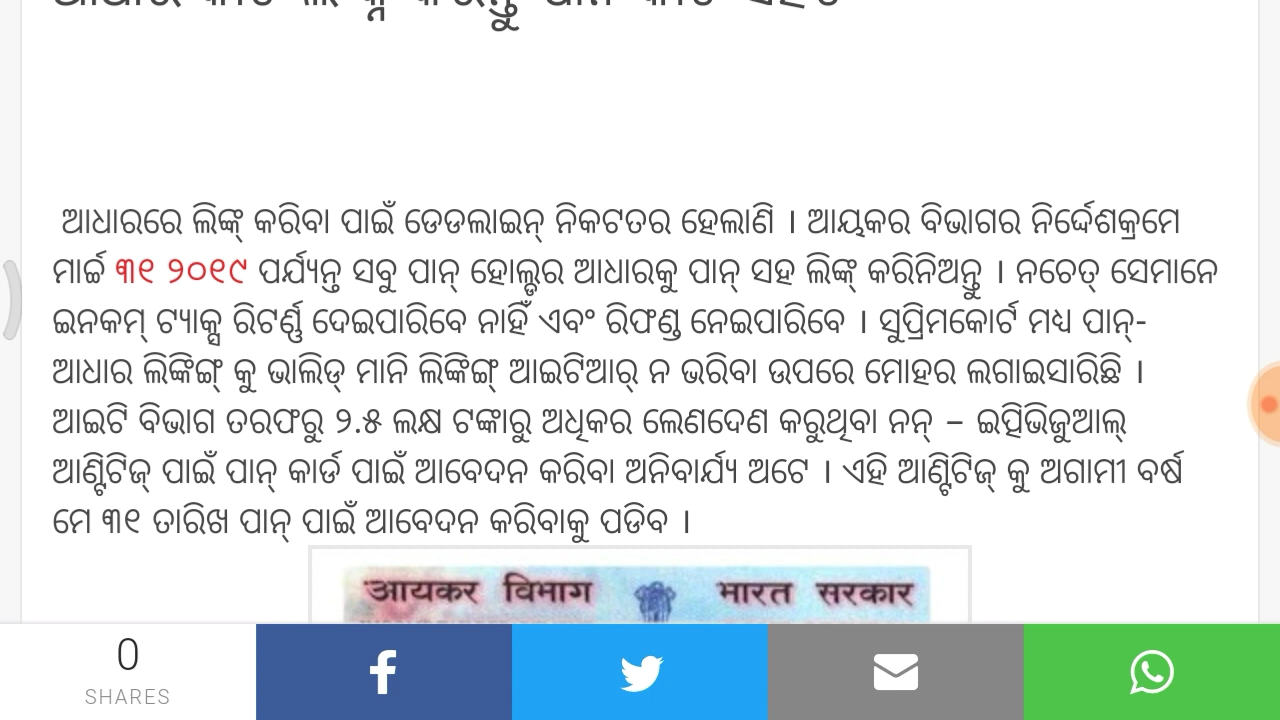 ଆଧାରରେ ଲିଙ୍କ୍ କରିବା ପାଇଁ ଡେଡଲାଇନ୍ ନିକଟତର ହେଲାଣି । ଆୟକର ବିଭାଗର ନିର୍ଦ୍ଦେଶକ୍ରମେ
ମାର୍ଚ୍ଚ ୩୧ ୨୦୧୯ ପର୍ଯ୍ୟନ୍ତ ସବୁ ପାନ୍ ହୋଲ୍ଡର ଆଧାରକୁ ପାନ୍ ସହ ଲିଙ୍କ୍ କରିନିଅନ୍ତୁ । ନଚେତ୍ ସେମାନେ
ଇନକମ୍ ଟ୍ୟାକ୍ସ ରିଟର୍ଣ୍ଣ ଦେଇପାରିବେ ନାହିଁ ଏବଂ ରିଫଣ୍ଡ ନେଇପାରିବେ । ସୁପ୍ରିମକୋର୍ଟ ମଧ୍ୟ ପାନ୍-
ଆଧାର ଲିଙ୍କିଙ୍ଗ୍ କୁ ଭାଲିଡ୍ ମାନି ଲିଙ୍କିଙ୍ଗ୍ ଆଇଟିଆର୍ ନ ଭରିବା ଉପରେ ମୋହର ଲଗାଇସାରିଛି ।
ଆଇଟି ବିଭାଗ ତରଫରୁ ୨.୫ ଲକ୍ଷ ଟଙ୍କାରୁ ଅଧିକର ଲେଣଦେଣ କରୁଥିବା ନନ୍ – ଇଣ୍ଡିଭିଜୁଆଲ୍
ଆଣ୍ଟିଟିଜ୍ ପାଇଁ ପାନ୍ କାର୍ଡ ପାଇଁ ଆବେଦନ କରିବା ଅନିବାର୍ଯ୍ୟ ଅଟେ । ଏହି ଆଣ୍ଟିଟିଜ୍ କୁ ଅଗାମୀ ବର୍ଷ
ମେ ୩୧ ତାରିଖ ପାନ୍ ପାଇଁ ଆବେଦନ କରିବାକୁ ପଡିବ ।
आयकर विभाग भारत सरकार
0
SHARES